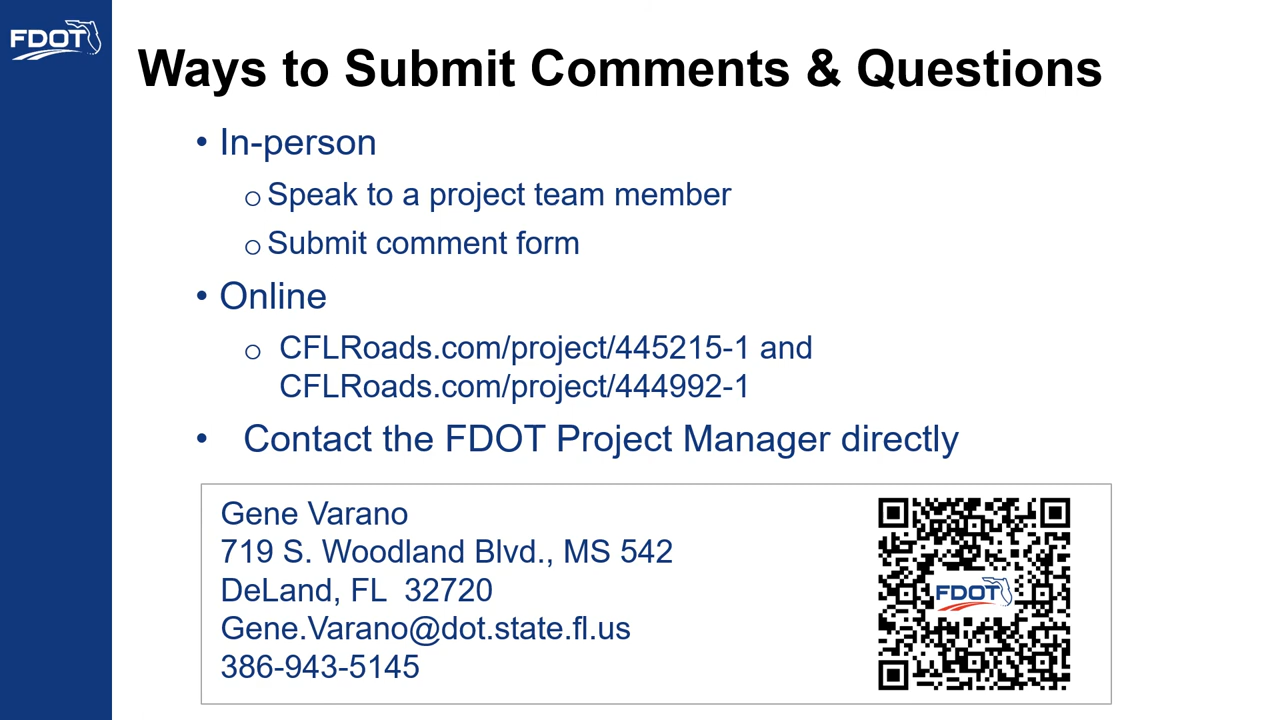 FDOT
Ways to Submit Comments & Questions
• In-person
o Speak to a project team member
o Submit comment form
• Online
o CFLRoads.com/project/445215-1 and
CFLRoads.com/project/444992-1
• Contact the FDOT Project Manager directly
Gene Varano
719 S. Woodland Blvd., MS 542
DeLand, FL 32720
Gene.Varano@dot.state.fl.us
386-943-5145
FDOT